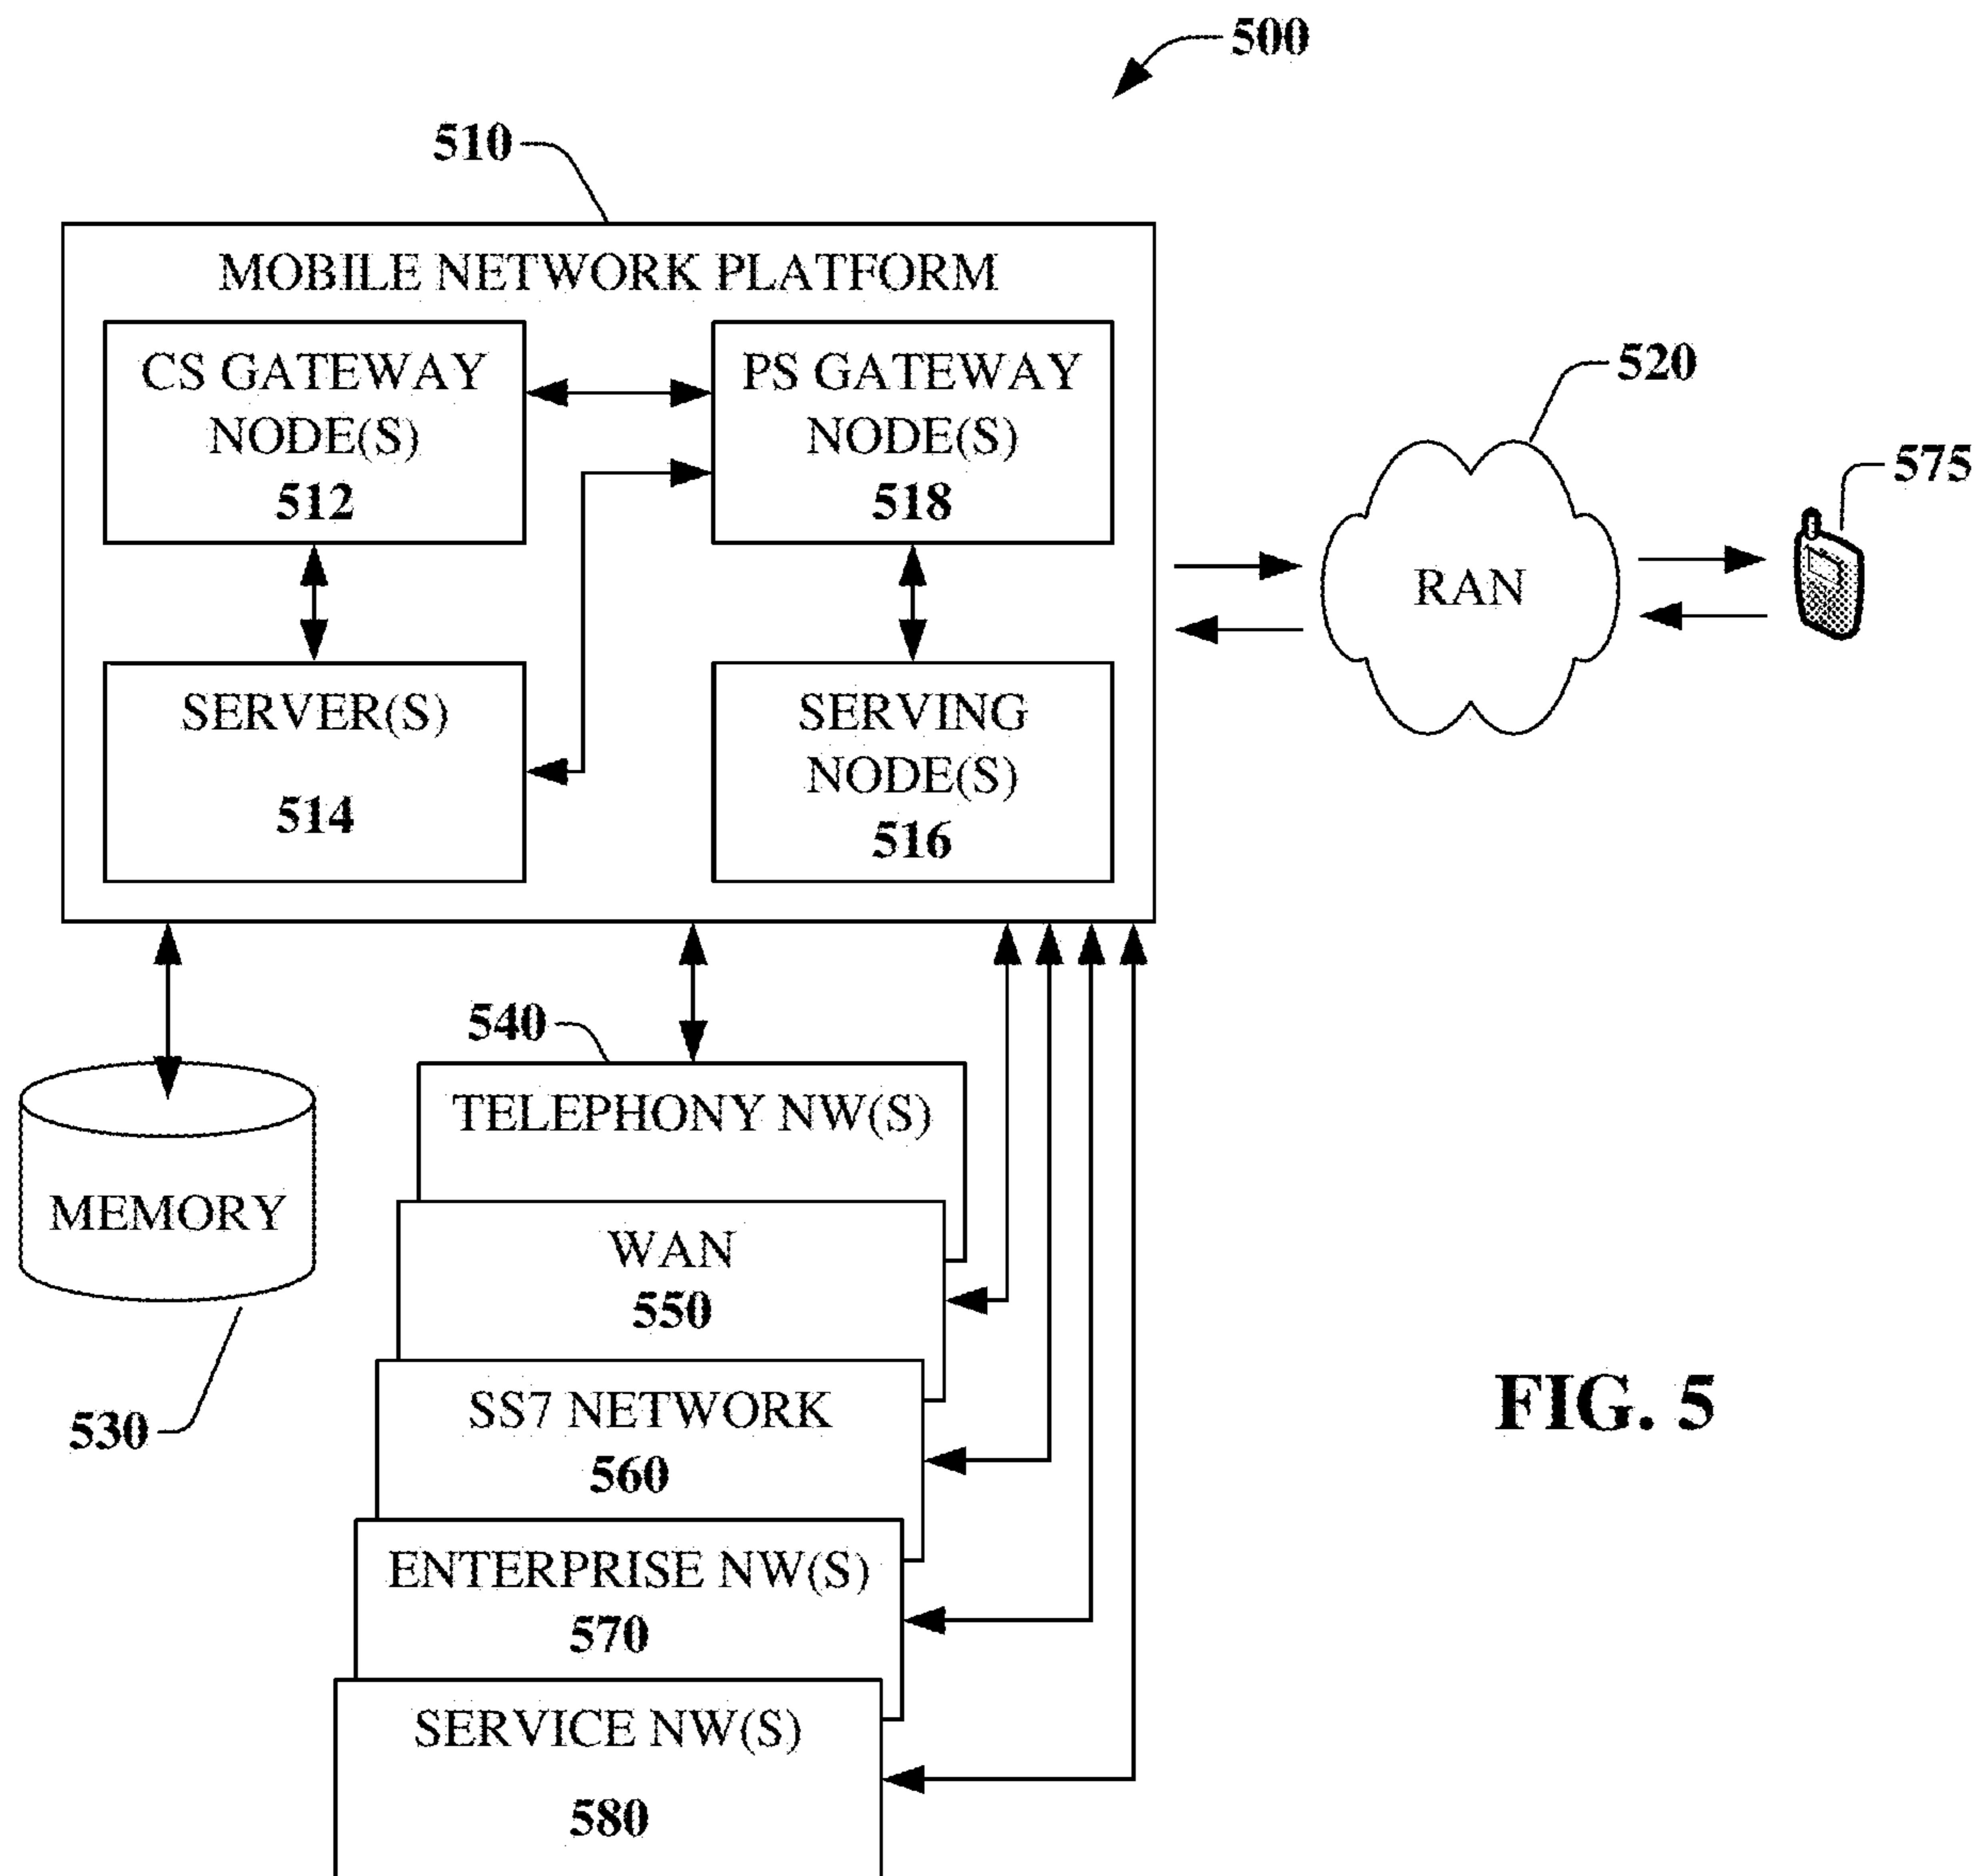 500
510
MOBILE NETWORK PLATFORM
CS GATEWAY
NODE(S)
512
PS GATEWAY
NODE(S)
518
520
575
RAN
SERVER(S)
514
SERVING
NODE(S)
516
540
TELEPHONY NW(S)
MEMORY
530
WAN
550
SS7 NETWORK
560
ENTERPRISE NW(S)
570
SERVICE NW(S)
580
FIG. 5